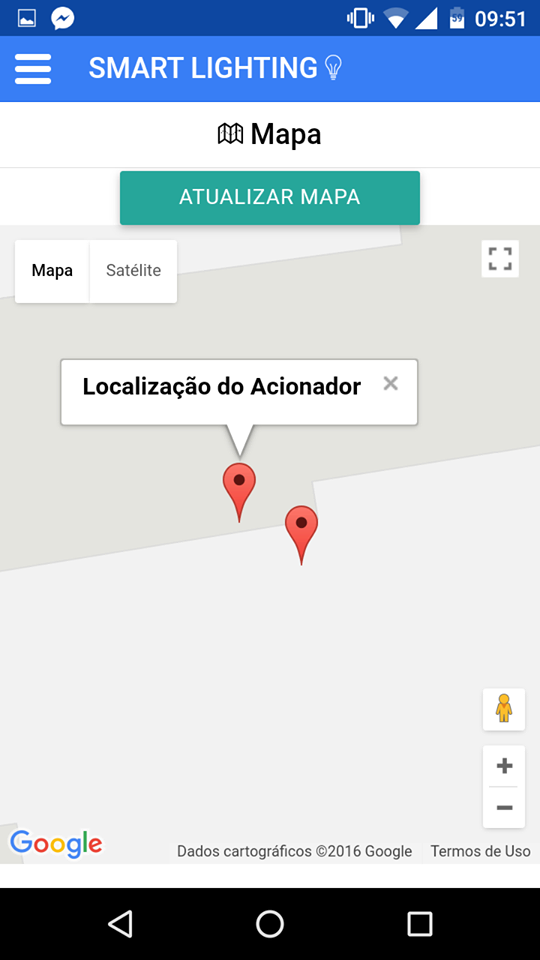 59
09:51
SMART LIGHTING
Mapa
ATUALIZAR MAPA
Mapa
Satélite
Localização do Acionador
Google
Dados cartográficos ©2016 Google
Termos de Uso